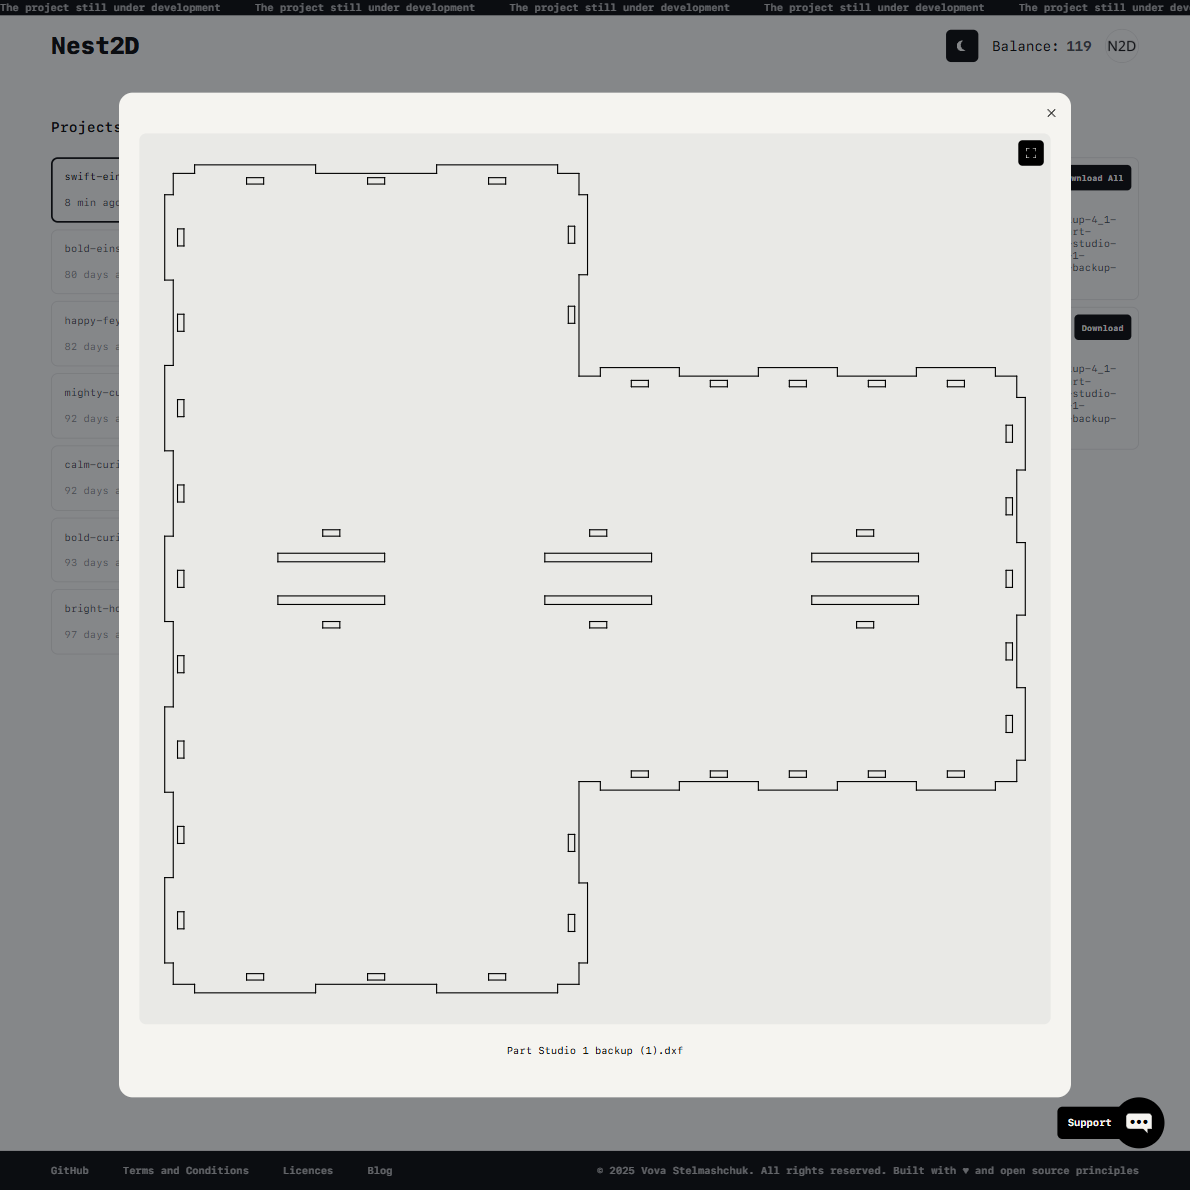 The project still under development The project still under development The project still under development The project still under development The project still under dev
Nest2D
Balance: 119
N2D
Projects
swift-ein
8 min ago
bold-eins
80 days a
happy-fey
82 days a
mighty-cu
92 days a
calm-curi
92 days a
bold-curi
93 days a
bright-ho
97 days a
wnload All
up-4_1-
rt-
studio-
1-
backup-
Download
up-4_1-
rt-
studio-
1-
backup-
Part Studio 1 backup (1).dxf
Support
GitHub Terms and Conditions Licences Blog
© 2025 Vova Stelmashchuk. All rights reserved. Built with ♥ and open source principles